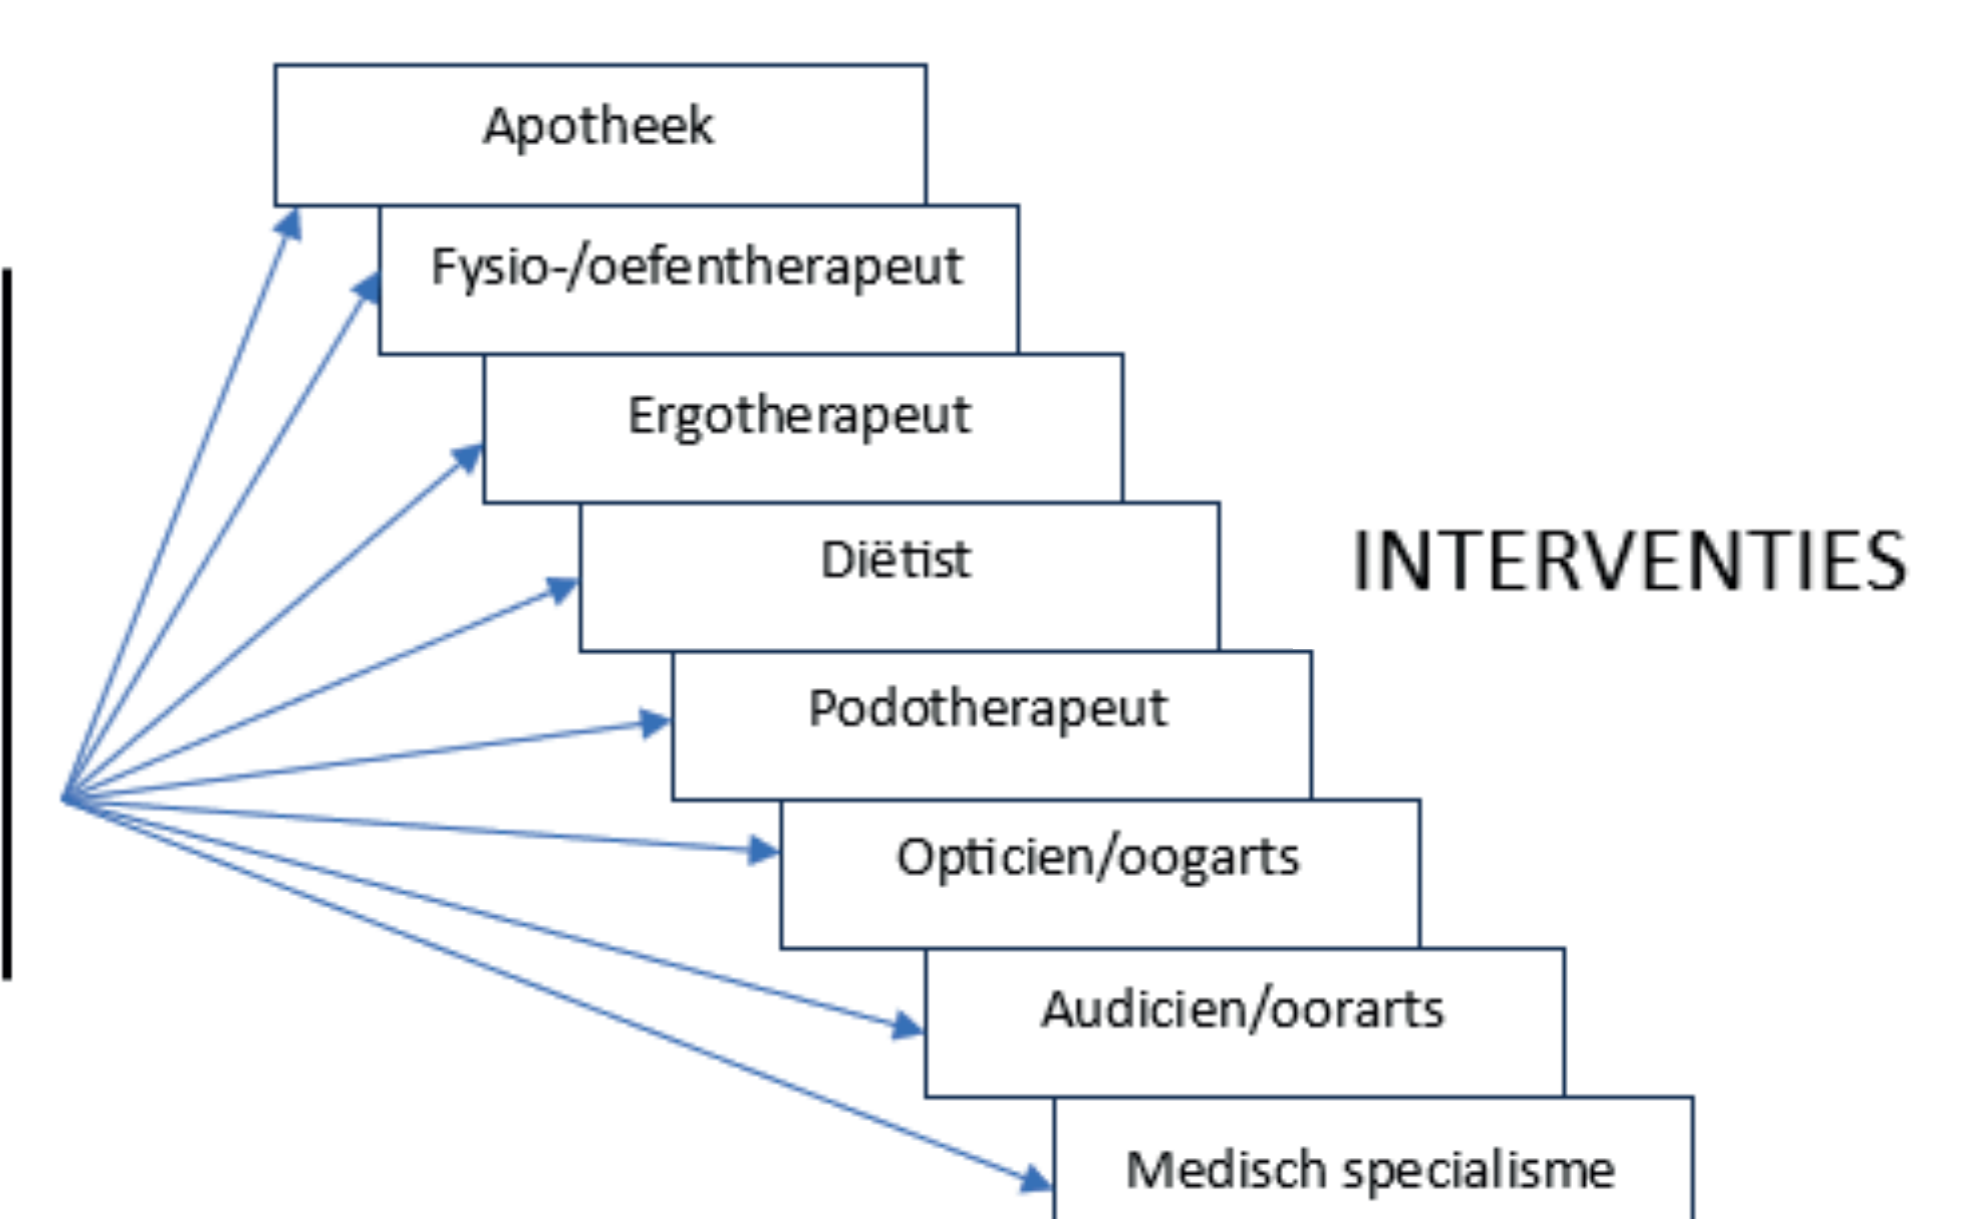 Apotheek
Fysio-/oefentherapeut
Ergotherapeut
Diëtist
INTERVENTIES
Podotherapeut
Opticien/oogarts
Audicien/oorarts
Medisch specialisme